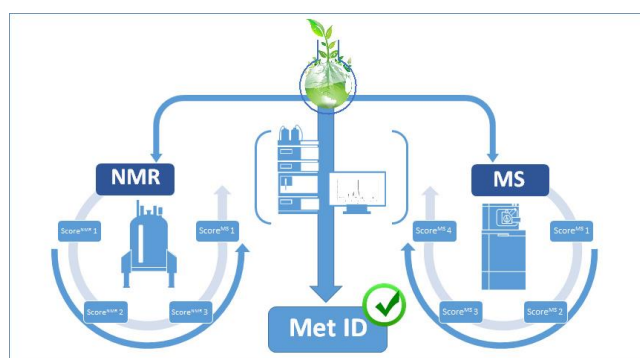 NMR
MS
Score^NMR 1
Score^MS 1
Score^NMR 2
Score^NMR 3
Score^MS 4
Score^MS 1
Score^MS 3
Score^MS 2
Met ID